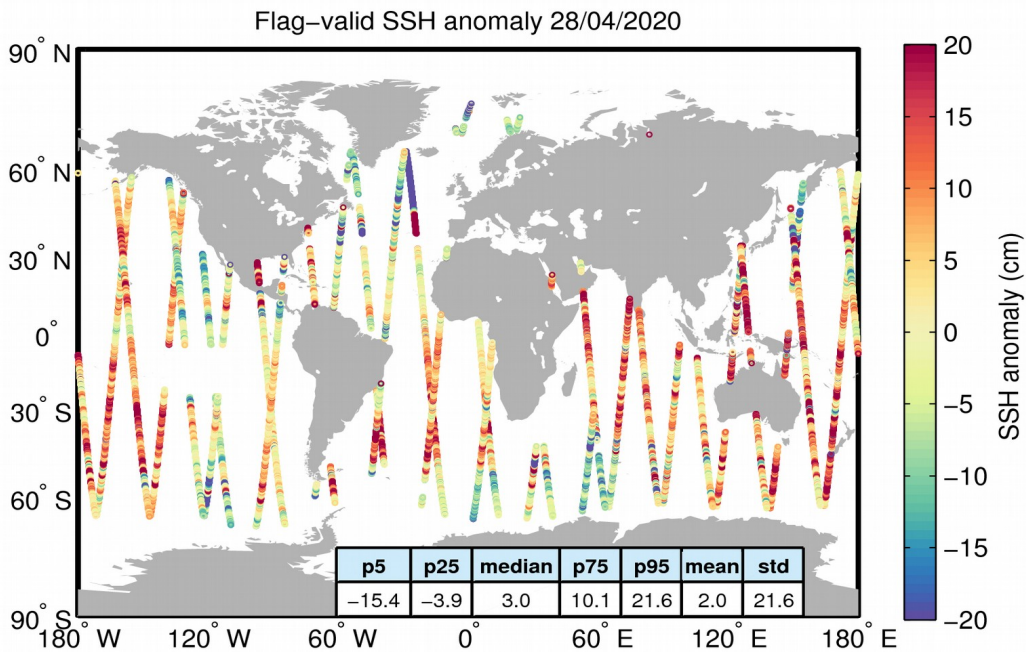 Flag–valid SSH anomaly 28/04/2020
90° N
60° N
30° N
0°
30° S
60° S
90° S
180° W
120° W
60° W
0°
60° E
120° E
180° E
p5 p25 median p75 p95 mean std
–15.4 –3.9 3.0 10.1 21.6 2.0 21.6
20
15
10
5
0
–5
–10
–15
–20
SSH anomaly (cm)